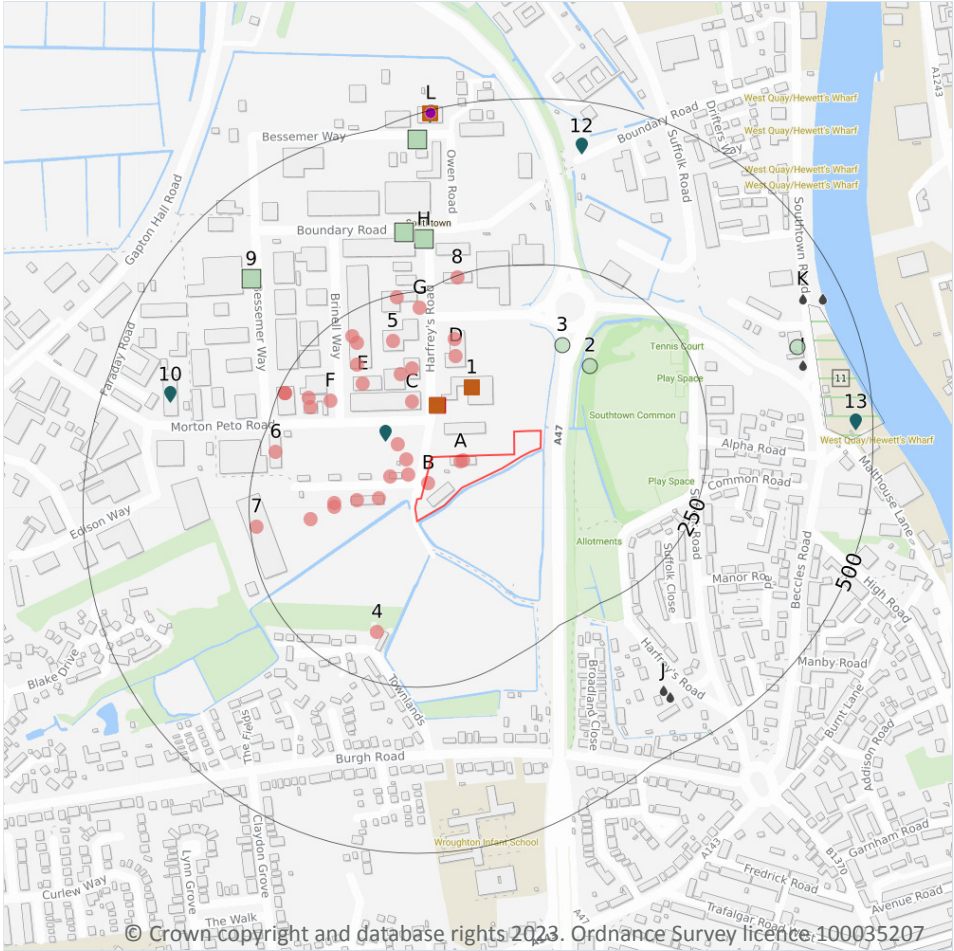 West Quay/Hewett's Wharf
A1243
L
12
Boundary Road
Drifters Way
Bessemer Way
West Quay/Hewett's Wharf
Suffolk Road
Owen Road
West Quay/Hewett's Wharf
West Quay/Hewett's Wharf
Gapton Hall Road
H
Boundary Road
Southtown Road
9
8
K
Bessemer Way
Brinell Way
Harfrey's Road
G
5
D
3
2
Tennis Court
Faraday Road
E
1
10
Play Space
11
F
C
13
Morton Peto Road
Southtown Common
A47
West Quay/Hewett's Wharf
6
A
B
Alpha Road
Malthouse Lane
Play Space
Common Road
7
250
Edison Way
Allotments
Road
Suffolk Close
Beccles Road
500
Manor Road
High Road
4
Blake Drive
Harfrey's Road
J
Manby Road
Townlands
Broadland Close
Burnt Lane
The Fairfields
Addison Road
Burgh Road
Wroughton Infant School
Claydon Grove
Lynn Grove
A143
B1370
Garnham Road
Fredrick Road
Curlew Way
Avenue Road
Trafalgar Road
The Walk
A47
© Crown copyright and database rights 2023. Ordnance Survey licence 100035207